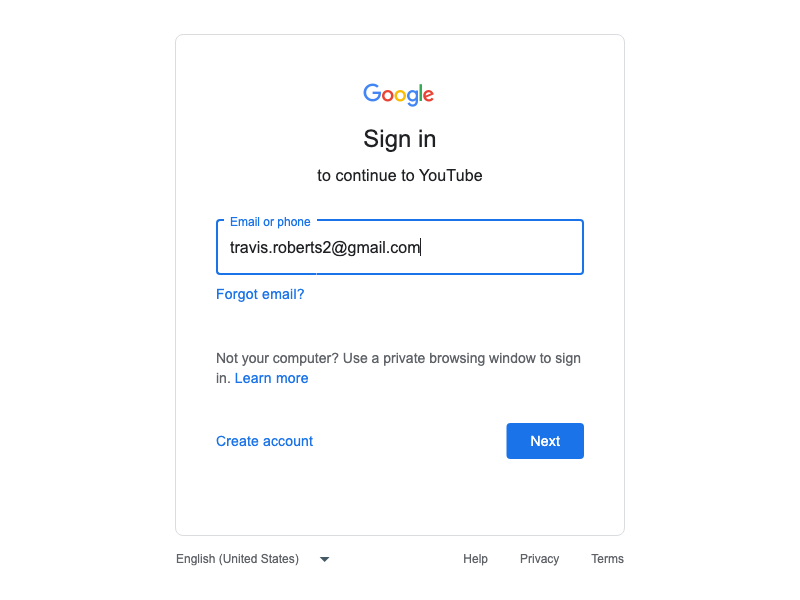 Google
Sign in
to continue to YouTube
Email or phone
travis.roberts2@gmail.com
Forgot email?
Not your computer? Use a private browsing window to sign
in. Learn more
Create account
Next
English (United States)
Help
Privacy
Terms